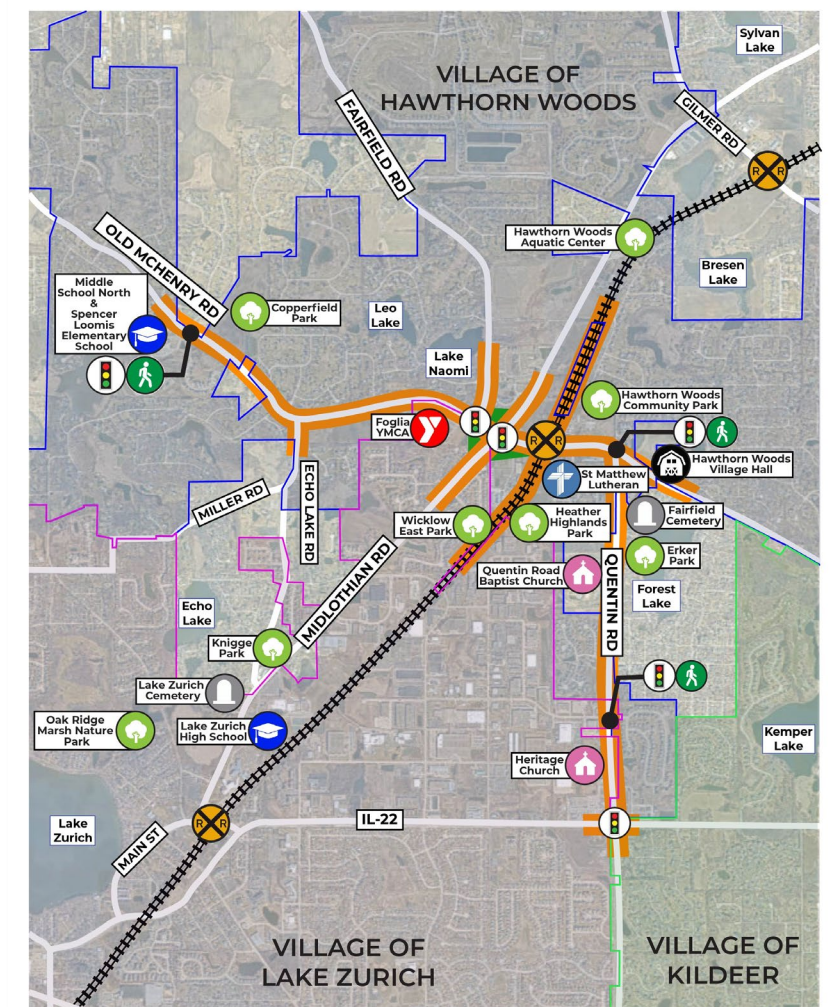 Sylvan
Lake
VILLAGE OF
HAWTHORN WOODS
GILMER RD
FAIRFIELD RD
R R
Hawthorn Woods
Aquatic Center
OLD MCHENRY RD
Bresen
Lake
Middle
School North
&
Spencer
Loomis
Elementary
School
Copperfield
Park
Leo
Lake
Lake
Naomi
Hawthorn Woods
Community Park
Foglia
YMCA
R R
Hawthorn Woods
Village Hall
St Matthew
Lutheran
ECHO LAKE RD
MILLER RD
Wicklow
East Park
Heather
Highlands
Park
Fairfield
Cemetery
Erker
Park
Quentin Road
Baptist Church
QUENTIN RD
Forest
Lake
MIDLOTHIAN RD
Echo
Lake
Knigge
Park
Lake Zurich
Cemetery
Oak Ridge
Marsh Nature
Park
Lake Zurich
High School
Kemper
Lake
Heritage
Church
Lake
Zurich
R R
IL-22
MAIN ST
VILLAGE OF
LAKE ZURICH
VILLAGE OF
KILDEER